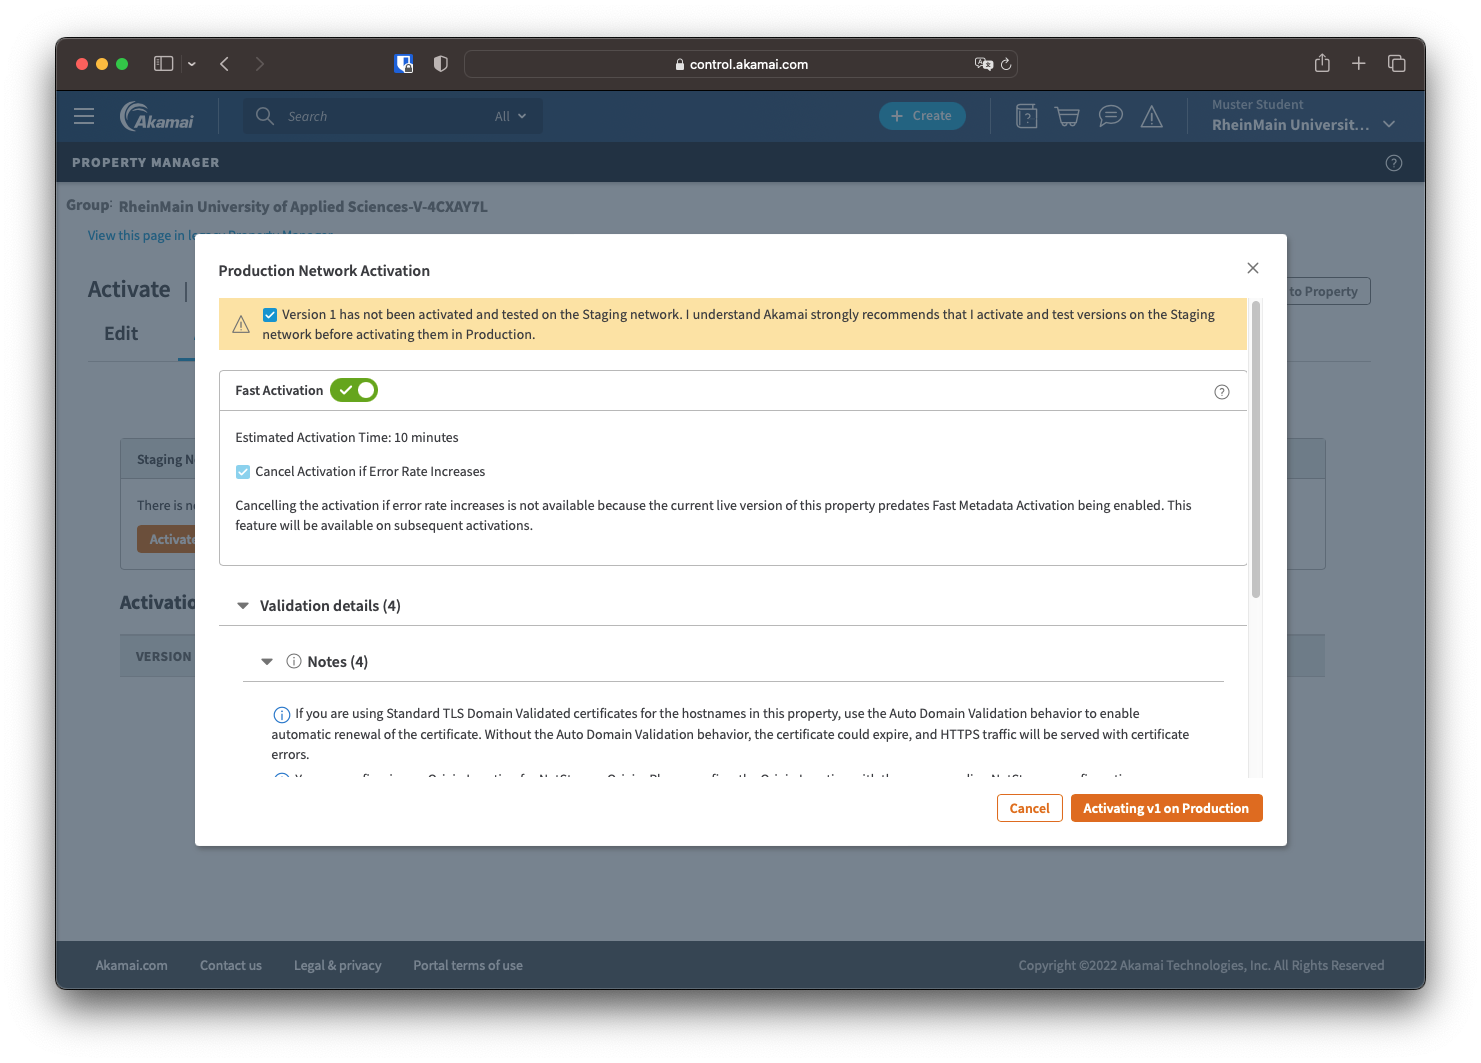 control.akamai.com
Akamai
Search
All
Create
Muster Student
RheinMain Universit...
PROPERTY MANAGER
Group: RheinMain University of Applied Sciences-V-4CXAY7L
View this page in legacy Property Manager
Activate |
to Property
Edit
Production Network Activation
Version 1 has not been activated and tested on the Staging network. I understand Akamai strongly recommends that I activate and test versions on the Staging
network before activating them in Production.
Fast Activation
Estimated Activation Time: 10 minutes
Cancel Activation if Error Rate Increases
Cancelling the activation if error rate increases is not available because the current live version of this property predates Fast Metadata Activation being enabled. This
feature will be available on subsequent activations.
Staging N
There is n
Activate
Activatio
VERSION
Validation details (4)
Notes (4)
If you are using Standard TLS Domain Validated certificates for the hostnames in this property, use the Auto Domain Validation behavior to enable
automatic renewal of the certificate. Without the Auto Domain Validation behavior, the certificate could expire, and HTTPS traffic will be served with certificate
errors.
Cancel
Activating v1 on Production
Akamai.com
Contact us
Legal & privacy
Portal terms of use
Copyright ©2022 Akamai Technologies, Inc. All Rights Reserved